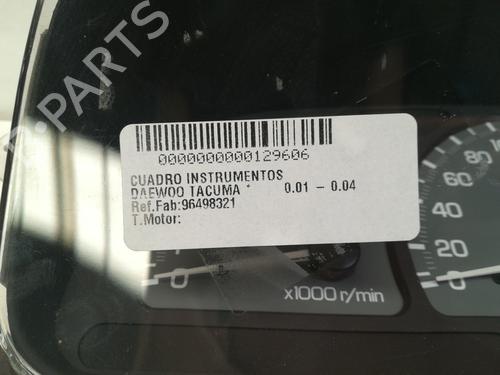 B-PARTS
0000000000129606
CUADRO INSTRUMENTOS
DAEWOO TACUMA * 0.01 - 0.04
Ref.Fab:96498321
T.Motor:
0
x1000 r/min
80
60
40
20
0